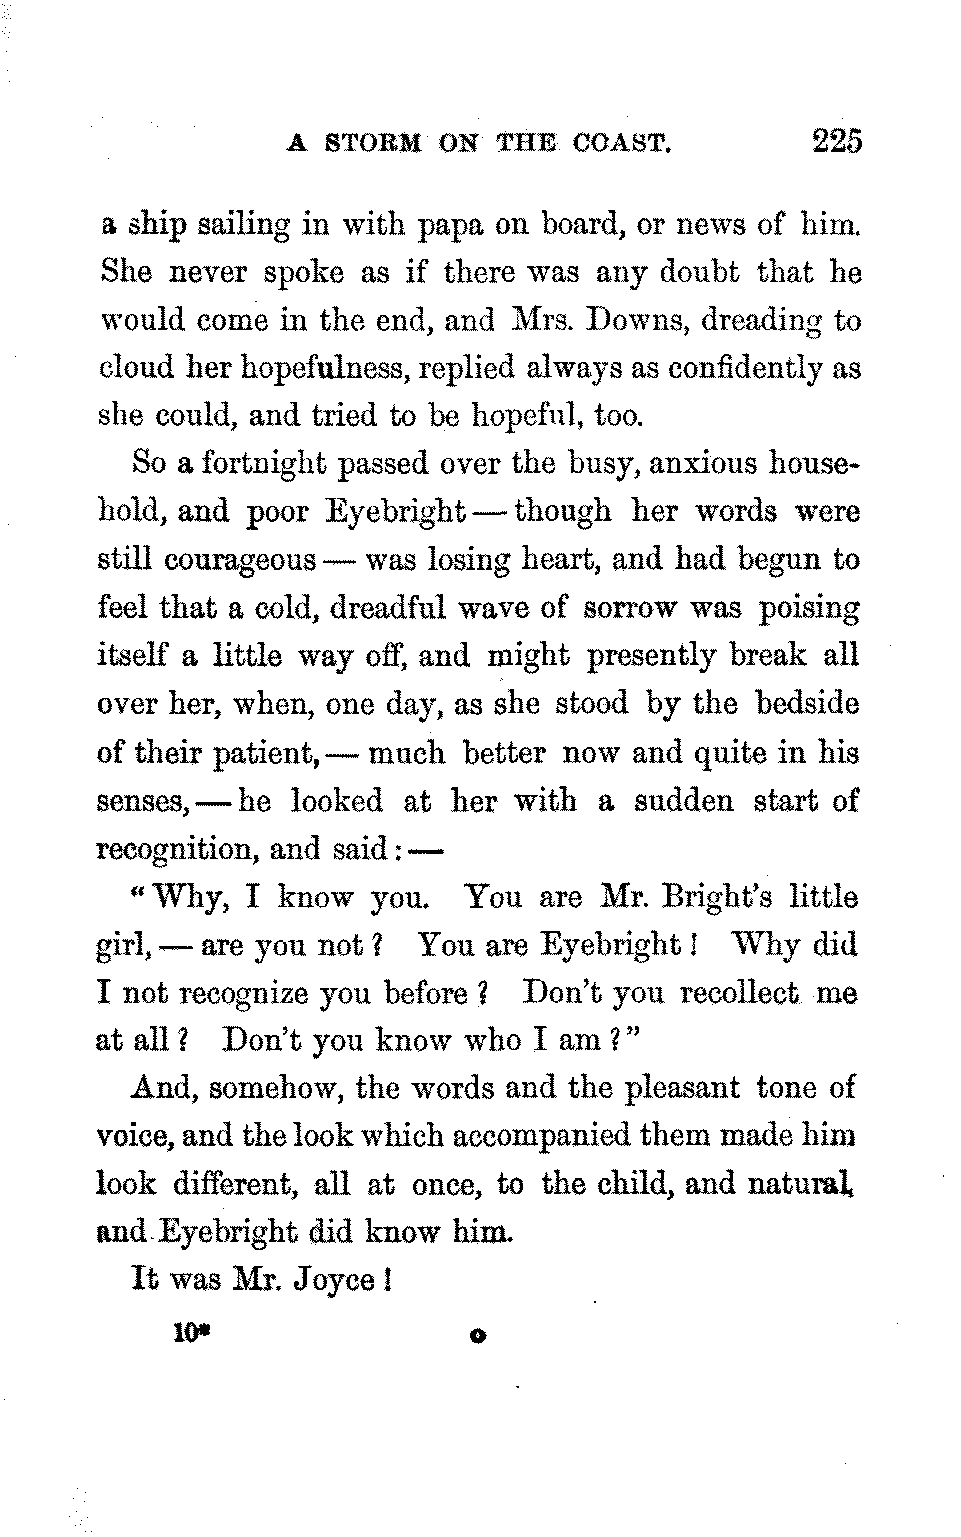 A STORM ON THE COAST. 225
a ship sailing in with papa on board, or news of him.
She never spoke as if there was any doubt that he
would come in the end, and Mrs. Downs, dreading to
cloud her hopefulness, replied always as confidently as
she could, and tried to be hopeful, too.
So a fortnight passed over the busy, anxious house-
hold, and poor Eyebright — though her words were
still courageous — was losing heart, and had begun to
feel that a cold, dreadful wave of sorrow was poising
itself a little way off, and might presently break all
over her, when, one day, as she stood by the bedside
of their patient, — much better now and quite in his
senses, — he looked at her with a sudden start of
recognition, and said : —
“Why, I know you. You are Mr. Bright's little
girl, — are you not ? You are Eyebright ! Why did
I not recognize you before ? Don't you recollect me
at all ? Don't you know who I am ?”
And, somehow, the words and the pleasant tone of
voice, and the look which accompanied them made him
look different, all at once, to the child, and natural,
and Eyebright did know him.
It was Mr. Joyce !
10* o